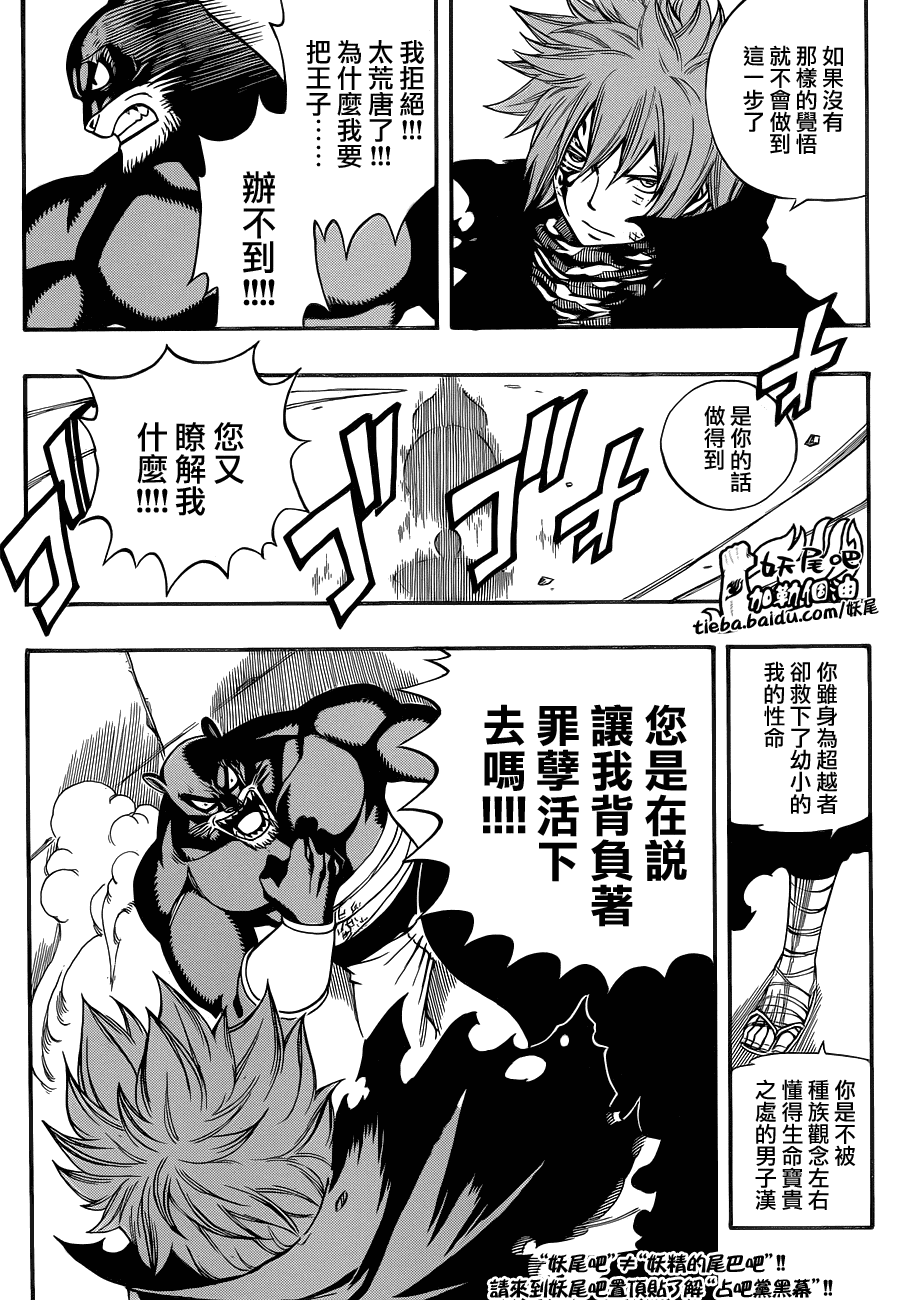 如果沒有
那樣的覺悟
就不會做到
這一步了
我拒絕!!!
太荒唐了!!!
為什麼我要
把王子……
辦不到!!!!
是你的話
做得到
您又
瞭解我
什麼!!!!
ゴゴゴゴ
妖尾吧
加勒個油
tieba.baidu.com/妖尾
你雖身為超越者
卻救下了幼小的
我的性命
你是不被
種族觀念左右
懂得生命寶貴
之處的男子漢
您是在説
讓我背負著
罪孽活下
去嗎!!!!
“妖尾吧”≠“妖精的尾巴吧”!!
請來到妖尾吧置頂貼了解“占吧黨黑幕”!!